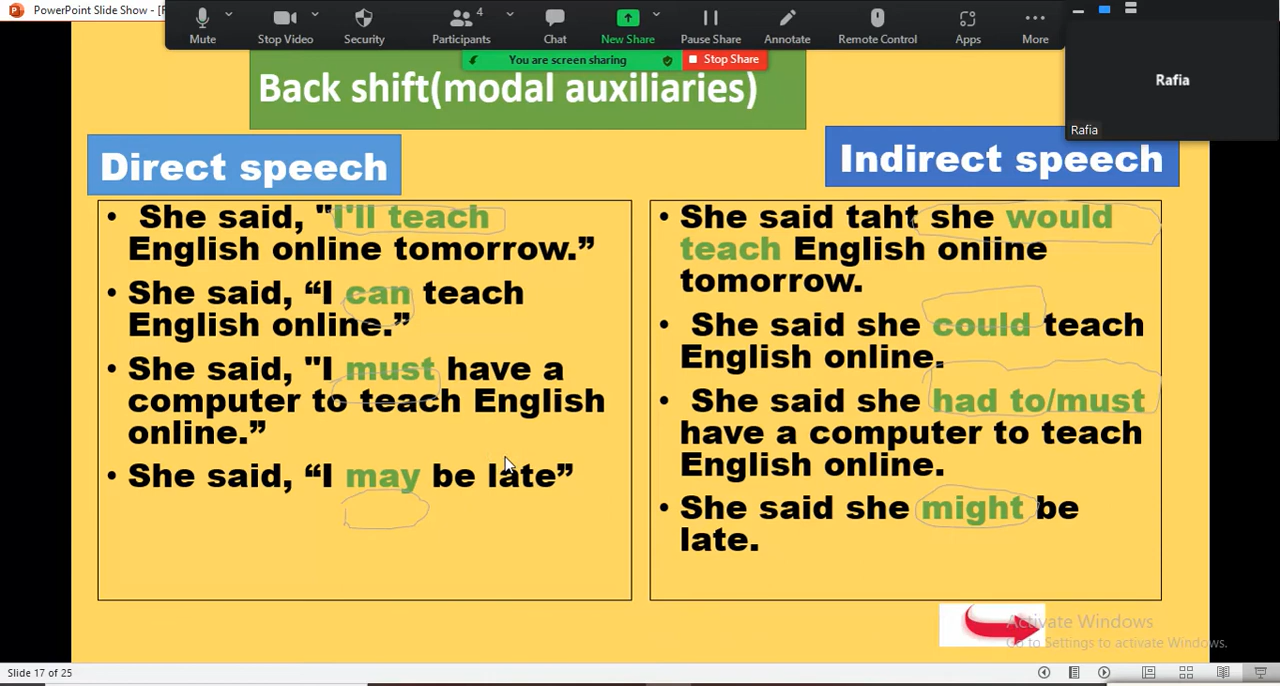 PowerPoint Slide Show - [F
Mute
Stop Video
Security
4
Participants
Chat
New Share
Pause Share
Annotate
Remote Control
Apps
More
You are screen sharing
Stop Share
Rafia
Rafia
Back shift(modal auxiliaries)
Direct speech
• She said, "I'll teach
English online tomorrow.”
• She said, “I can teach
English online.”
• She said, "I must have a
computer to teach English
online.”
• She said, “I may be late”
Indirect speech
• She said taht she would
teach English online
tomorrow.
• She said she could teach
English online.
• She said she had to/must
have a computer to teach
English online.
• She said she might be
late.
Activate Windows
Go to Settings to activate Windows.
Slide 17 of 25